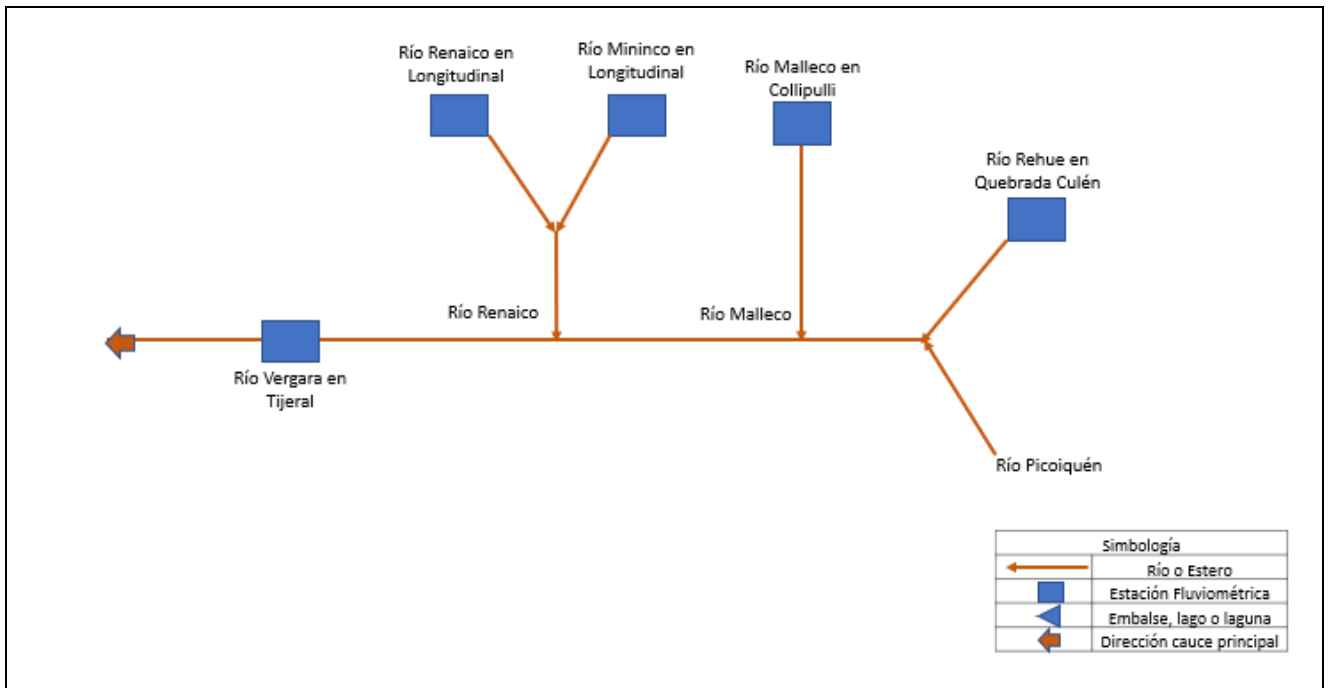 Río Renaico en
Longitudinal
Río Mininco en
Longitudinal
Río Malleco en
Collipulli
Río Rehue en
Quebrada Culén
Río Renaico
Río Malleco
Río Vergara en
Tijeral
Río Picoiquén
Simbología
Río o Estero
Estación Fluviométrica
Embalse, lago o laguna
Dirección cauce principal